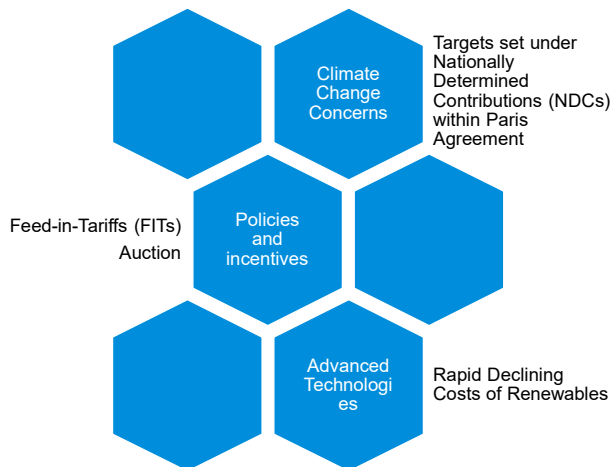 Climate
Change
Concerns
Targets set under
Nationally
Determined
Contributions (NDCs)
within Paris
Agreement
Feed-in-Tariffs (FITs)
Auction
Policies
and
incentives
Advanced
Technologi
es
Rapid Declining
Costs of Renewables